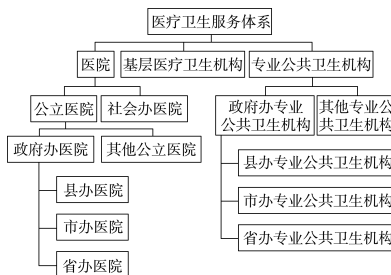 医疗卫生服务体系
医院
基层医疗卫生机构
专业公共卫生机构
公立医院
社会办医院
政府办专业
公共卫生机构
其他专业公
共卫生机构
政府办医院
其他公立医院
县办医院
市办医院
省办医院
县办专业公共卫生机构
市办专业公共卫生机构
省办专业公共卫生机构